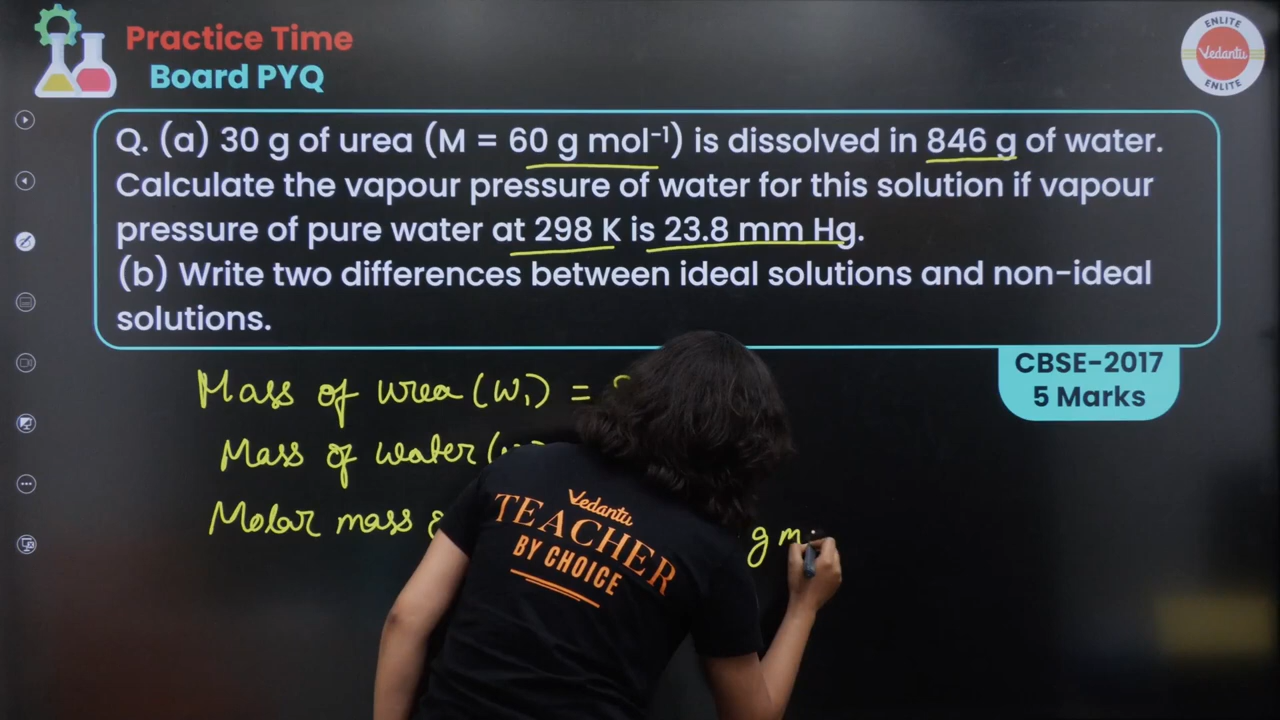 Practice Time
Board PYQ
ENLITE
Vedantu
ENLITE
Q. (a) 30 g of urea (M = 60 g mol⁻¹) is dissolved in 846 g of water.
Calculate the vapour pressure of water for this solution if vapour
pressure of pure water at 298 K is 23.8 mm Hg.
(b) Write two differences between ideal solutions and non-ideal
solutions.
CBSE-2017
5 Marks
Mass of urea (W₁) =
Mass of water (
Molar mass
g m
Vedantu
TEACHER
BY CHOICE